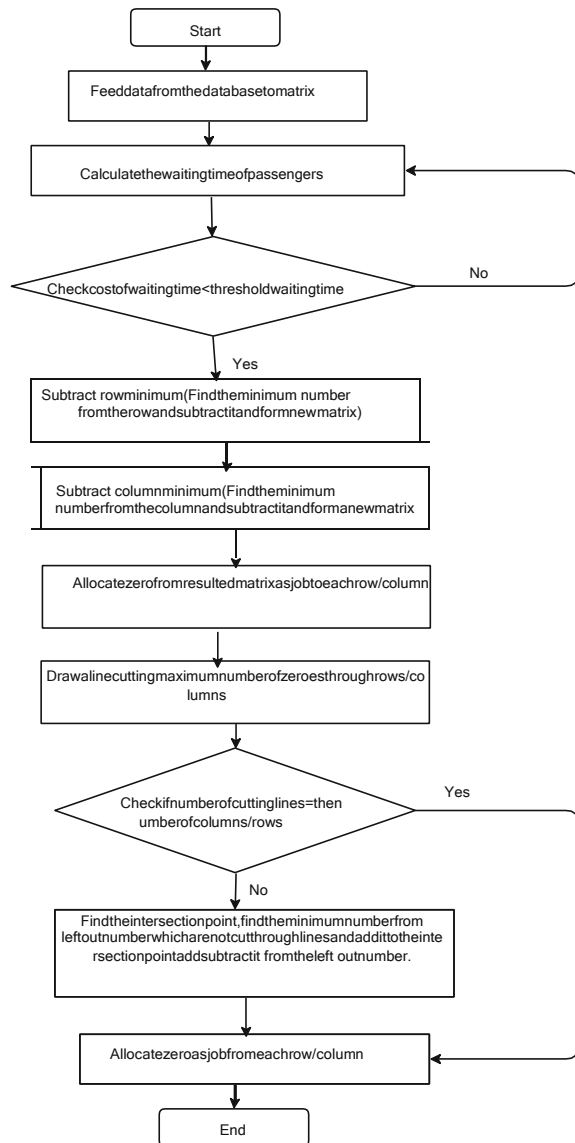 Start
Feeddatafromthedatabasetomatrix
Calculatethewaitingtimeofpassengers
Checkcostofwaitingtime<thresholdwaitingtime
No
Yes
Subtract rowminimum(Findtheminimum number
fromtherowandsubtractitandformnewmatrix)
Subtract columnminimum(Findtheminimum
numberfromthecolumnandsubtractitandformanewmatrix
Allocatezerofromresultedmatrixasjobtoeachrow/column
Drawalinecuttingmaximumnumberofzeroesthroughrows/co
lumns
Checkifnumberofcuttinglines=then
umberofcolumns/rows
Yes
No
Findtheintersectionpoint,findtheminimumnumberfrom
leftoutnumberwhicharenotcutthroughlinesandaddittotheinte
rsectionpointaddsubtractit fromtheleft outnumber.
Allocatezeroasjobfromeachrow/column
End